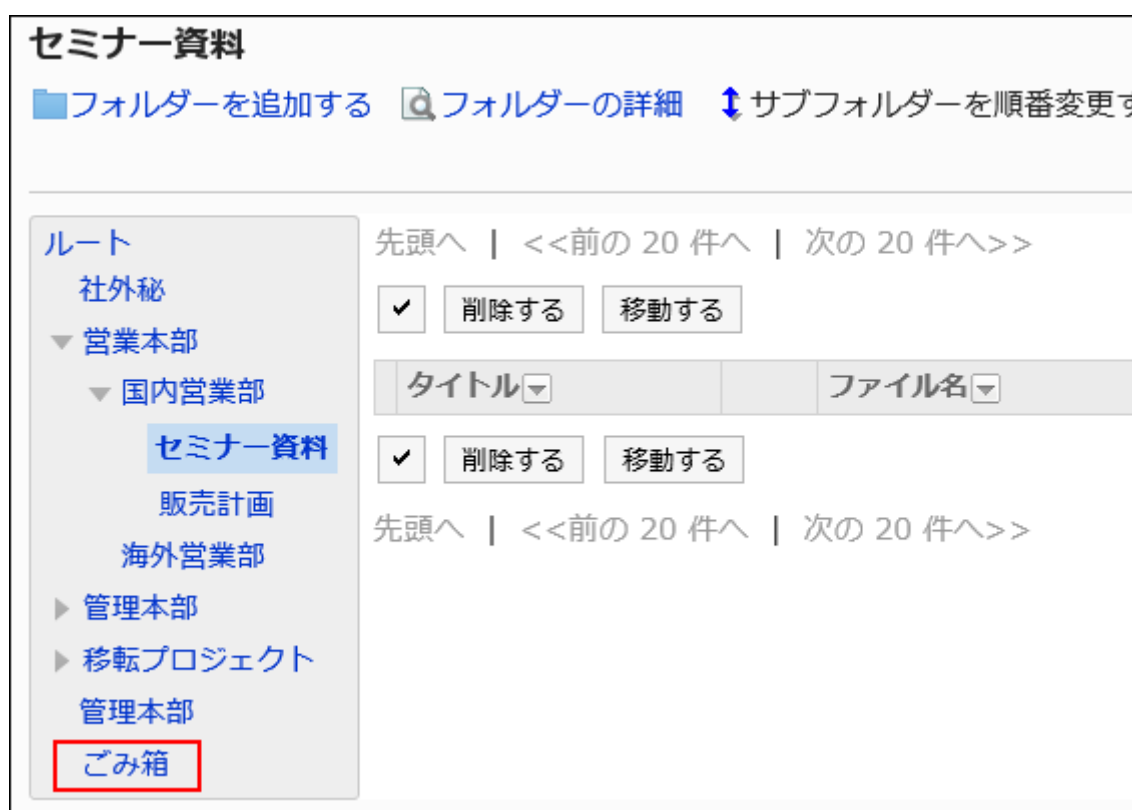 セミナー資料
フォルダーを追加する フォルダーの詳細 サブフォルダーを順番変更す
ルート
社外秘
営業本部
国内営業部
セミナー資料
販売計画
海外営業部
管理本部
移転プロジェクト
管理本部
ごみ箱
先頭へ | <<前の 20 件へ | 次の 20 件へ>>
削除する 移動する
タイトル ファイル名
削除する 移動する
先頭へ | <<前の 20 件へ | 次の 20 件へ>>